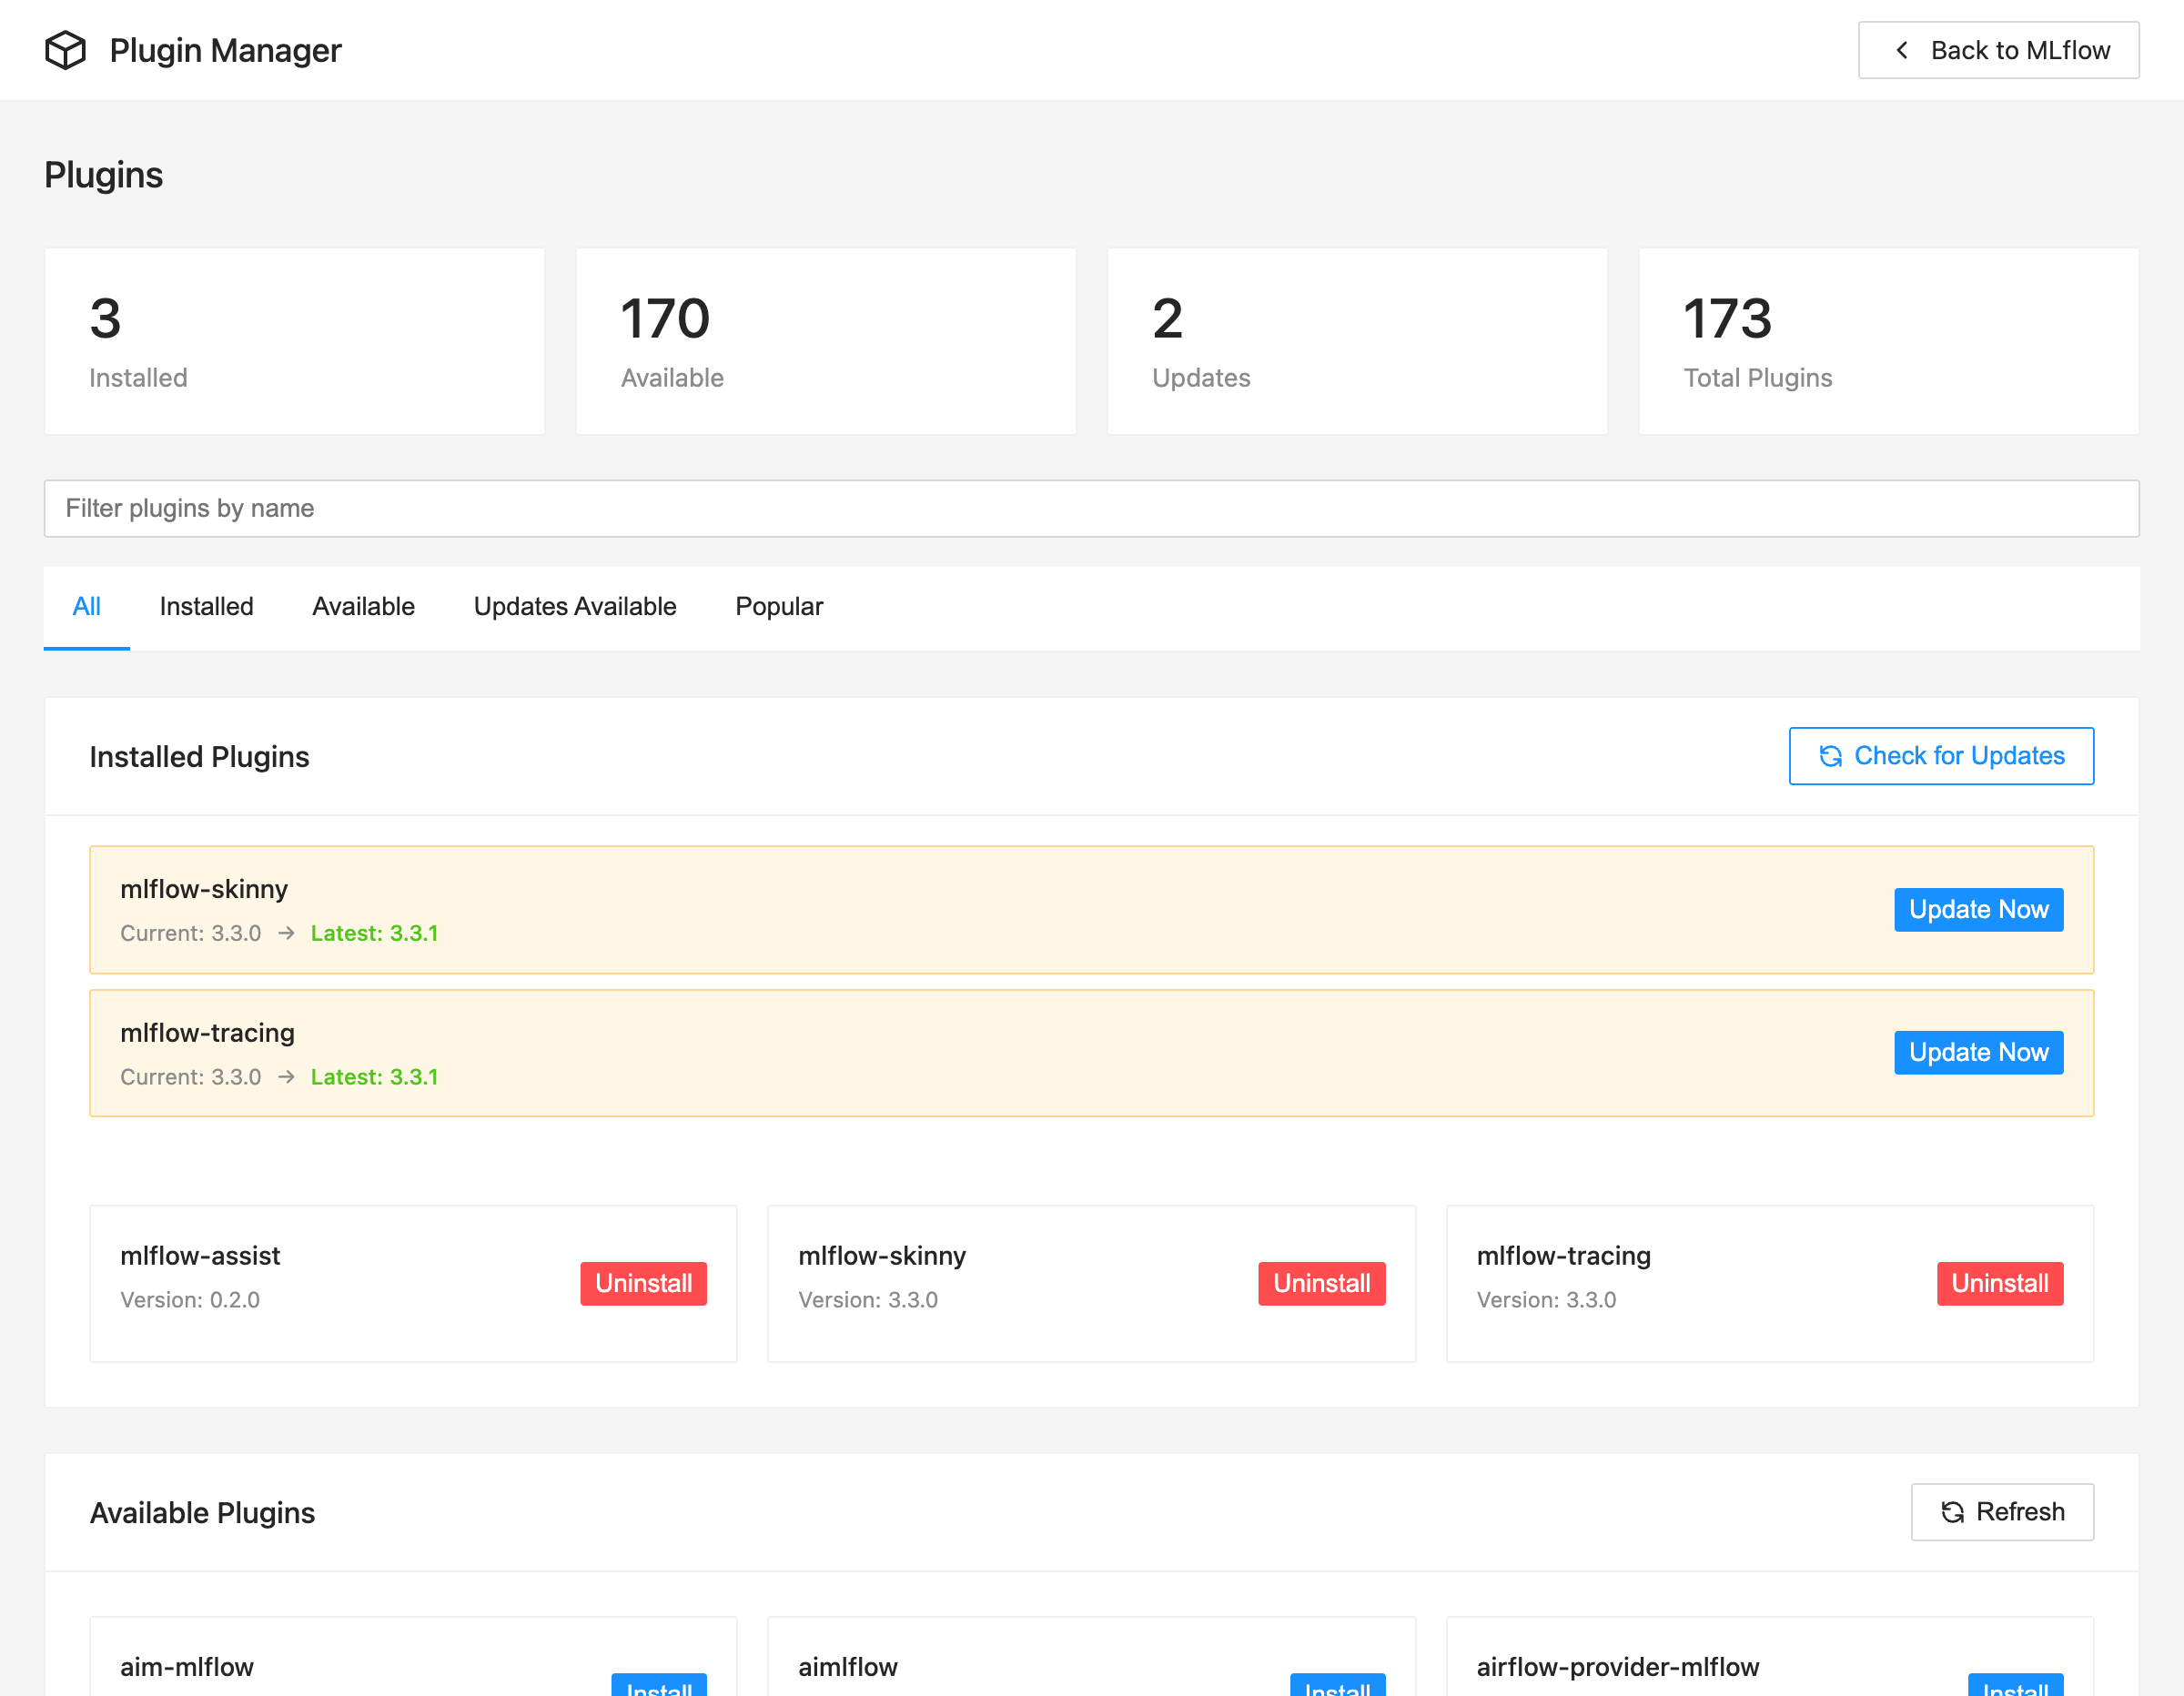 Plugin Manager
Back to MLflow
Plugins
3
Installed
170
Available
2
Updates
173
Total Plugins
Filter plugins by name
All
Installed
Available
Updates Available
Popular
Installed Plugins
Check for Updates
mlflow-skinny
Current: 3.3.0 → Latest: 3.3.1
Update Now
mlflow-tracing
Current: 3.3.0 → Latest: 3.3.1
Update Now
mlflow-assist
Version: 0.2.0
Uninstall
mlflow-skinny
Version: 3.3.0
Uninstall
mlflow-tracing
Version: 3.3.0
Uninstall
Available Plugins
Refresh
aim-mlflow
Install
aimlflow
Install
airflow-provider-mlflow
Install